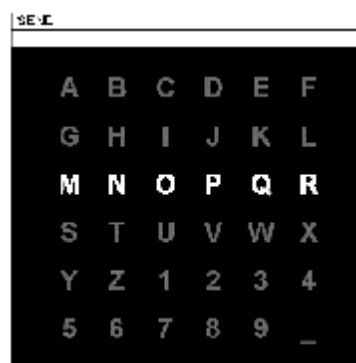 A B C D E F
G H I J K L
M N O P Q R
S T U V W X
Y Z 1 2 3 4
5 6 7 8 9 _